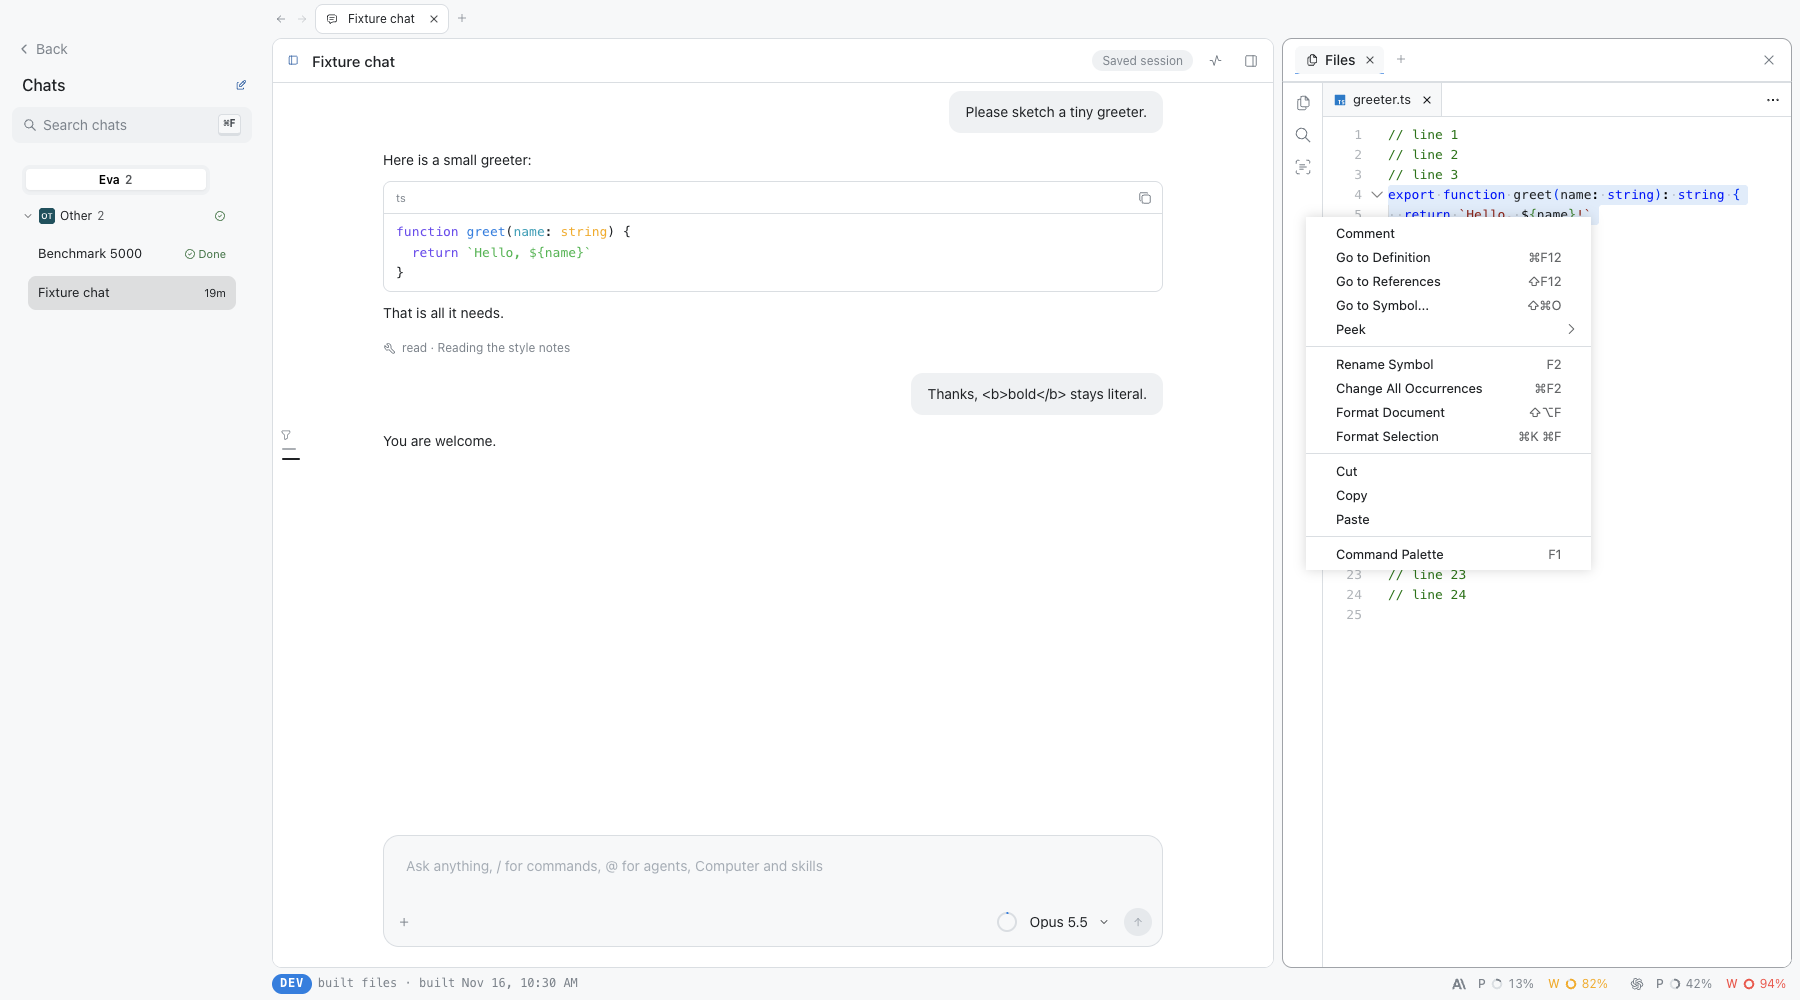 Fixture chat
Back
Chats
Search chats
⌘F
Eva 2
OT Other 2
Benchmark 5000
Done
Fixture chat
19m
Fixture chat
Saved session
Please sketch a tiny greeter.
Here is a small greeter:
ts
function greet(name: string) {
return `Hello, ${name}`
}
That is all it needs.
read · Reading the style notes
Thanks, <b>bold</b> stays literal.
You are welcome.
Ask anything, / for commands, @ for agents, Computer and skills
Opus 5.5
Files
TS greeter.ts
1 // line 1
2 // line 2
3 // line 3
4 export function greet(name: string): string {
5 return `Hello, ${name}!`
Comment
Go to Definition ⌘F12
Go to References ⇧F12
Go to Symbol... ⇧⌘O
Peek
Rename Symbol F2
Change All Occurrences ⌘F2
Format Document ⇧⌥F
Format Selection ⌘K ⌘F
Cut
Copy
Paste
Command Palette F1
23 // line 23
24 // line 24
25
DEV built files · built Nov 16, 10:30 AM
P 13% W 82% P 42% W 94%